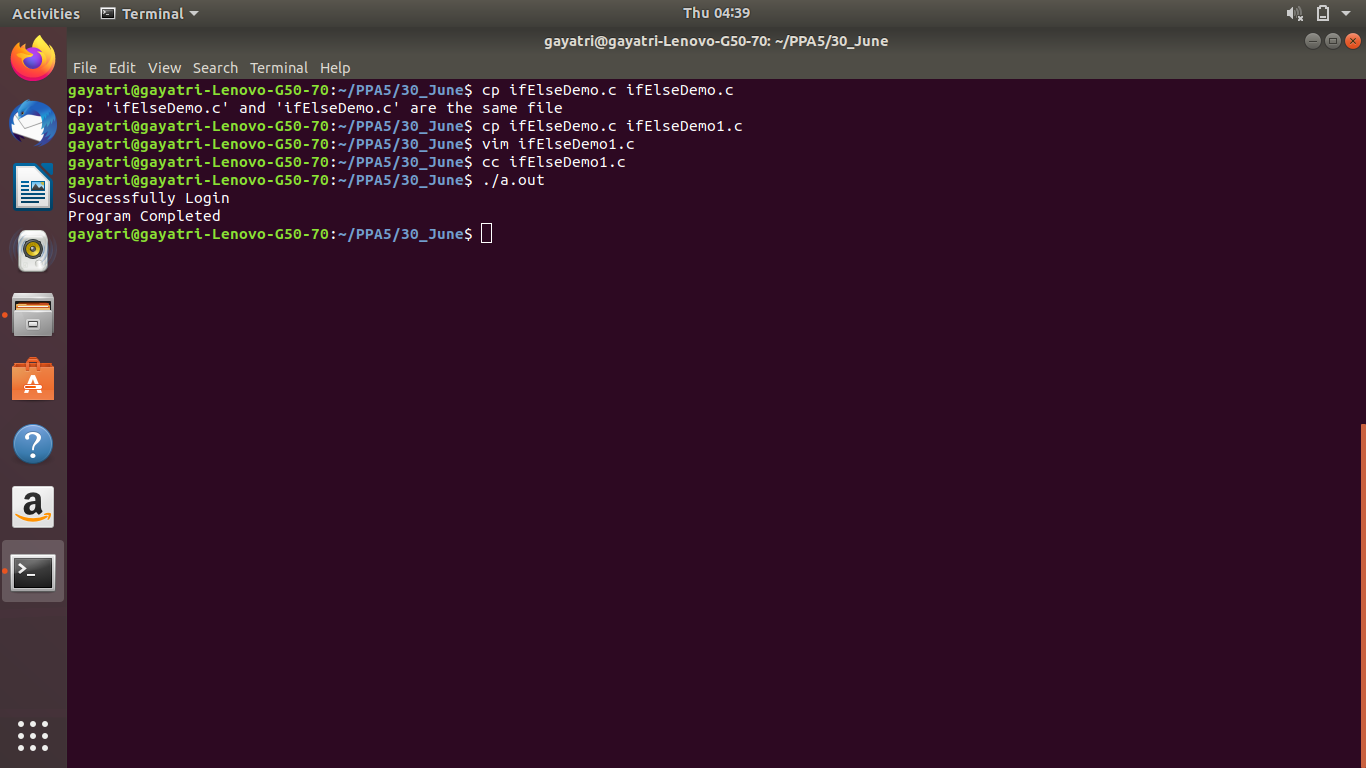 Activities Terminal Thu 04:39
gayatri@gayatri-Lenovo-G50-70: ~/PPA5/30_June
File Edit View Search Terminal Help
gayatri@gayatri-Lenovo-G50-70:~/PPA5/30_June$ cp ifElseDemo.c ifElseDemo.c
cp: 'ifElseDemo.c' and 'ifElseDemo.c' are the same file
gayatri@gayatri-Lenovo-G50-70:~/PPA5/30_June$ cp ifElseDemo.c ifElseDemo1.c
gayatri@gayatri-Lenovo-G50-70:~/PPA5/30_June$ vim ifElseDemo1.c
gayatri@gayatri-Lenovo-G50-70:~/PPA5/30_June$ cc ifElseDemo1.c
gayatri@gayatri-Lenovo-G50-70:~/PPA5/30_June$ ./a.out
Successfully Login
Program Completed
gayatri@gayatri-Lenovo-G50-70:~/PPA5/30_June$